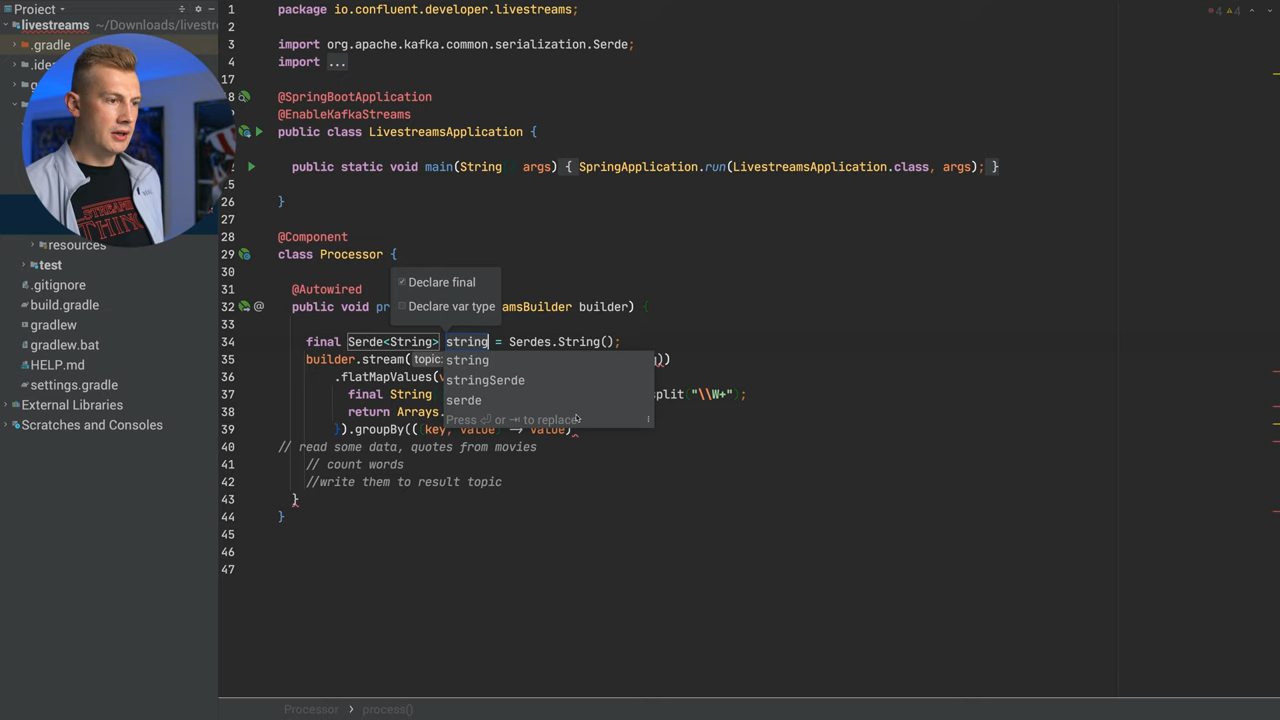 Project
livestreams ~/Downloads/livestre
.gradle
resources
test
.gitignore
build.gradle
gradlew
gradlew.bat
HELP.md
settings.gradle
External Libraries
Scratches and Consoles
STREAM
THING
1 package io.confluent.developer.livestreams;
2
3 import org.apache.kafka.common.serialization.Serde;
4 import ...
17
8 @SpringBootApplication
@EnableKafkaStreams
public class LivestreamsApplication {
public static void main(String args) { SpringApplication.run(LivestreamsApplication.class, args); }
25
26 }
27
28 @Component
29 class Processor {
30
31 @Autowired
32 @ public void pr amsBuilder builder) {
33
34 final Serde<String> string = Serdes.String();
35 builder.stream( topic: ))
36 .flatMapValues(
37 final String split("\\W+");
38 return Arrays.
39 }).groupBy((key, value) → value)
40 // read some data, quotes from movies
41 // count words
42 //write them to result topic
43 }
44 }
45
46
47
Declare final
Declare var type
string
stringSerde
serde
Press ⏎ or ⇥ to replace
4 4
Processor > process()